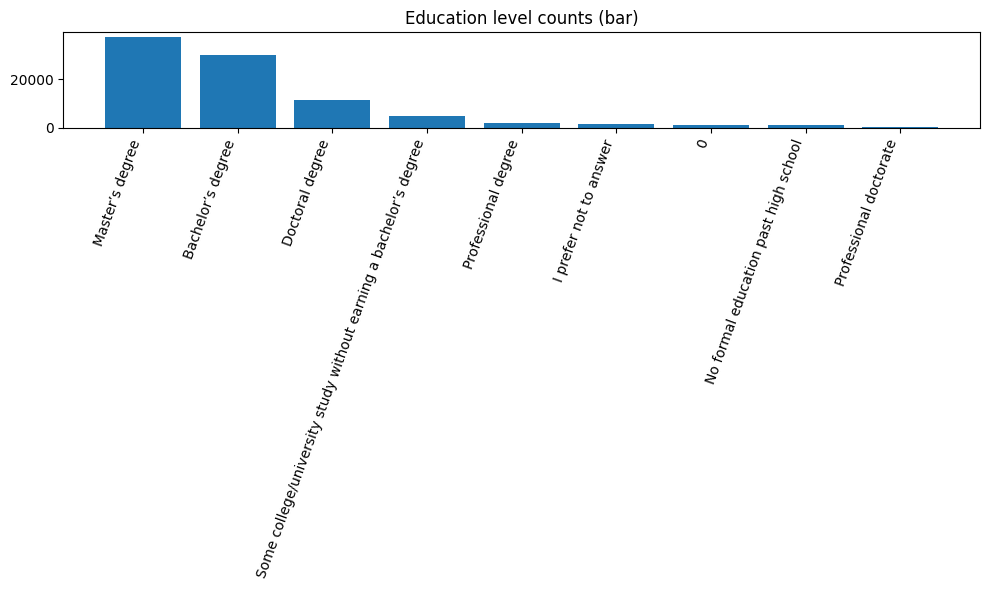 Education level counts (bar)
20000
0
Master’s degree
Bachelor’s degree
Doctoral degree
Some college/university study without earning a bachelor’s degree
Professional degree
I prefer not to answer
0
No formal education past high school
Professional doctorate